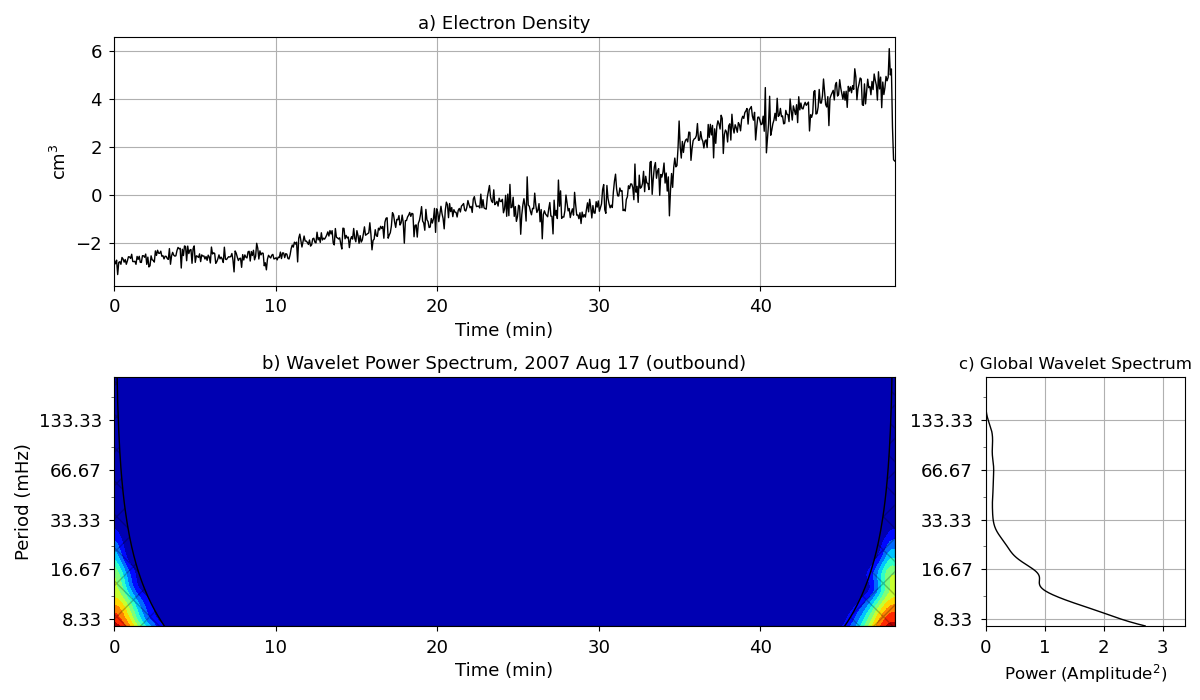 a) Electron Density
6
4
2
0
−2
cm³
0 10 20 30 40
Time (min)
b) Wavelet Power Spectrum, 2007 Aug 17 (outbound)
133.33
66.67
33.33
16.67
8.33
Period (mHz)
0 10 20 30 40
Time (min)
c) Global Wavelet Spectrum
133.33
66.67
33.33
16.67
8.33
0 1 2 3
Power (Amplitude²)